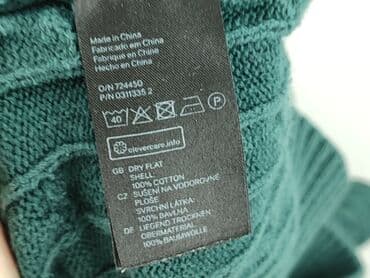 Made in China
Fabricado em China
Fabriqué en Chine
Hecho en China
O/N 724450
P/N 0311335 2
40 P
clevercare.info
GB DRY FLAT
SHELL:
100% COTTON
CZ SUŠENÍ NA VODOROVNÉ
PLOŠE
SVRCHNÍ LÁTKA:
100% BAVLNA
DE LIEGEND TROCKNEN
OBERMATERIAL
100% BAUMWOLLE